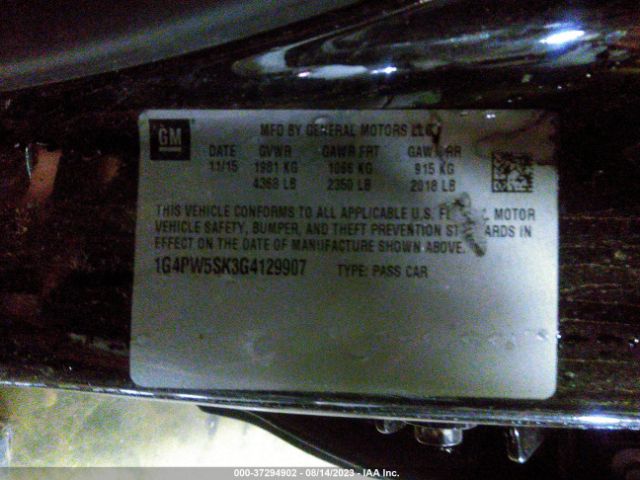 GM
MFG BY GENERAL MOTORS LLC
DATE GVWR GAWR FRT GAWR RR
11/15 1981 KG 1066 KG 915 KG
4368 LB 2350 LB 2018 LB
THIS VEHICLE CONFORMS TO ALL APPLICABLE U.S. MOTOR
VEHICLE SAFETY, BUMPER, AND THEFT PREVENTION IN
EFFECT ON THE DATE OF MANUFACTURE SHOWN ABOVE.
1G4PW5SK3G4129907 TYPE: PASS CAR
000-37294902 - 08/14/2023 - IAA Inc.